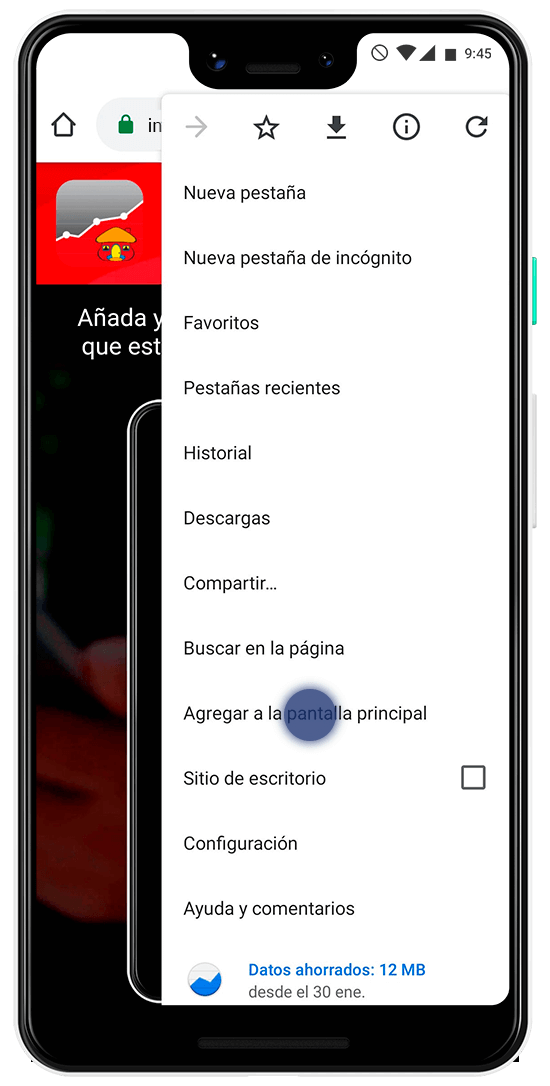 9:45
in
Nueva pestaña
Nueva pestaña de incógnito
Favoritos
Añada y
que est
Pestañas recientes
Historial
Descargas
Compartir...
Buscar en la página
Agregar a la pantalla principal
Sitio de escritorio
Configuración
Ayuda y comentarios
Datos ahorrados: 12 MB
desde el 30 ene.